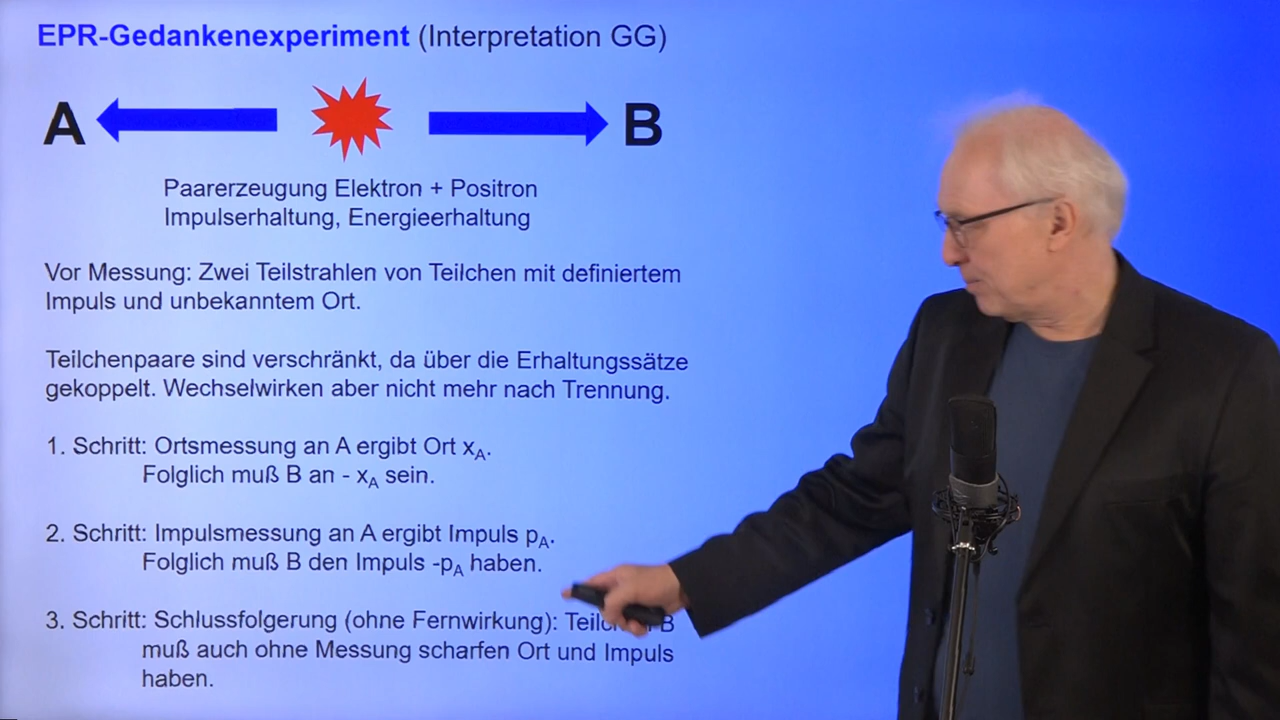 EPR-Gedankenexperiment (Interpretation GG)
A B
Paarerzeugung Elektron + Positron
Impulserhaltung, Energieerhaltung
Vor Messung: Zwei Teilstrahlen von Teilchen mit definiertem
Impuls und unbekanntem Ort.
Teilchenpaare sind verschränkt, da über die Erhaltungssätze
gekoppelt. Wechselwirken aber nicht mehr nach Trennung.
1. Schritt: Ortsmessung an A ergibt Ort xA.
Folglich muß B an - xA sein.
2. Schritt: Impulsmessung an A ergibt Impuls pA.
Folglich muß B den Impuls -pA haben.
3. Schritt: Schlussfolgerung (ohne Fernwirkung): B
muß auch ohne Messung scharfen Ort und Impuls
haben.